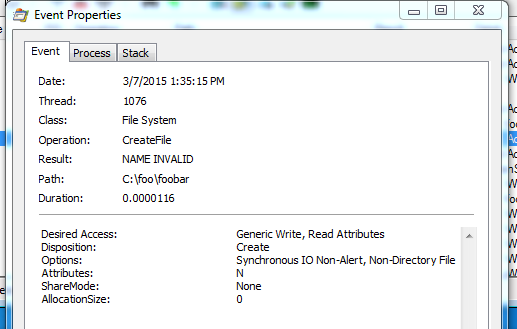 Event Properties
Event Process Stack
Date: 3/7/2015 1:35:15 PM
Thread: 1076
Class: File System
Operation: CreateFile
Result: NAME INVALID
Path: C:\foo\foobar
Duration: 0.0000116
Desired Access: Generic Write, Read Attributes
Disposition: Create
Options: Synchronous IO Non-Alert, Non-Directory File
Attributes: N
ShareMode: None
AllocationSize: 0